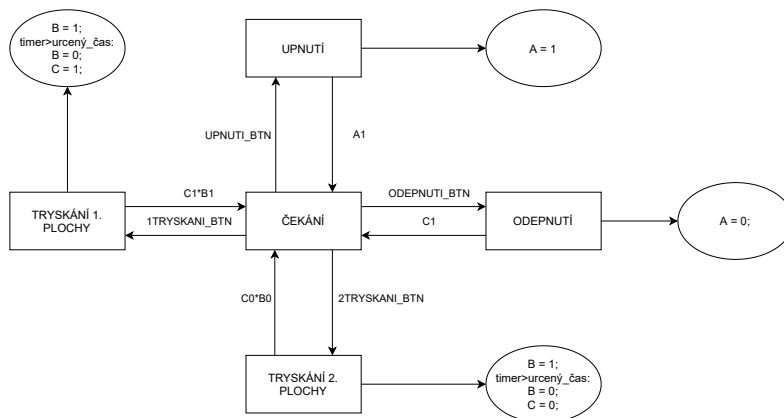 B = 1;
timer>urcený_čas:
B = 0;
C = 1;
UPNUTÍ
A = 1
UPNUTI_BTN
A1
TRYSKÁNÍ 1.
PLOCHY
C1*B1
1TRYSKANI_BTN
ČEKÁNÍ
ODEPNUTI_BTN
C1
ODEPNUTÍ
A = 0;
C0*B0
2TRYSKANI_BTN
TRYSKÁNÍ 2.
PLOCHY
B = 1;
timer>urcený_čas:
B = 0;
C = 0;